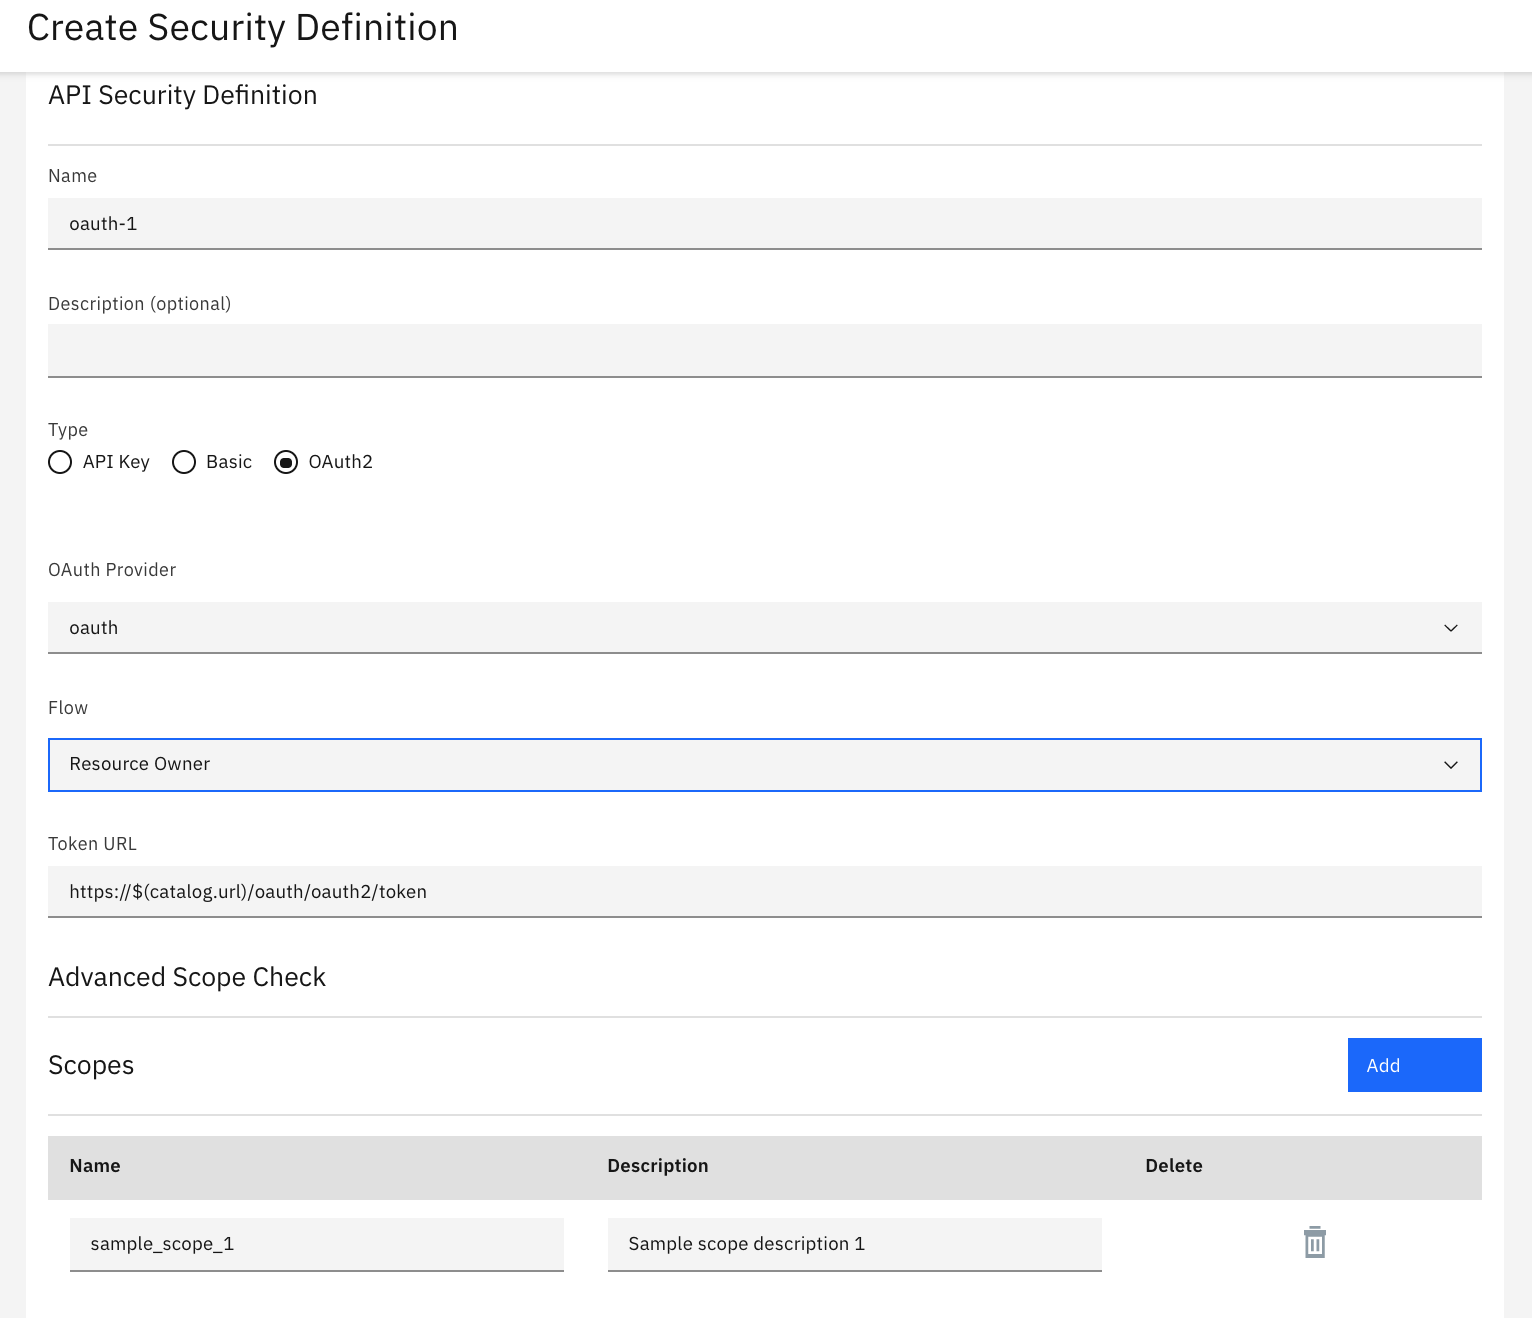 Create Security Definition
API Security Definition
Name
oauth-1
Description (optional)
Type
API Key Basic OAuth2
OAuth Provider
oauth
Flow
Resource Owner
Token URL
https://$(catalog.url)/oauth/oauth2/token
Advanced Scope Check
Scopes Add
Name Description Delete
sample_scope_1 Sample scope description 1